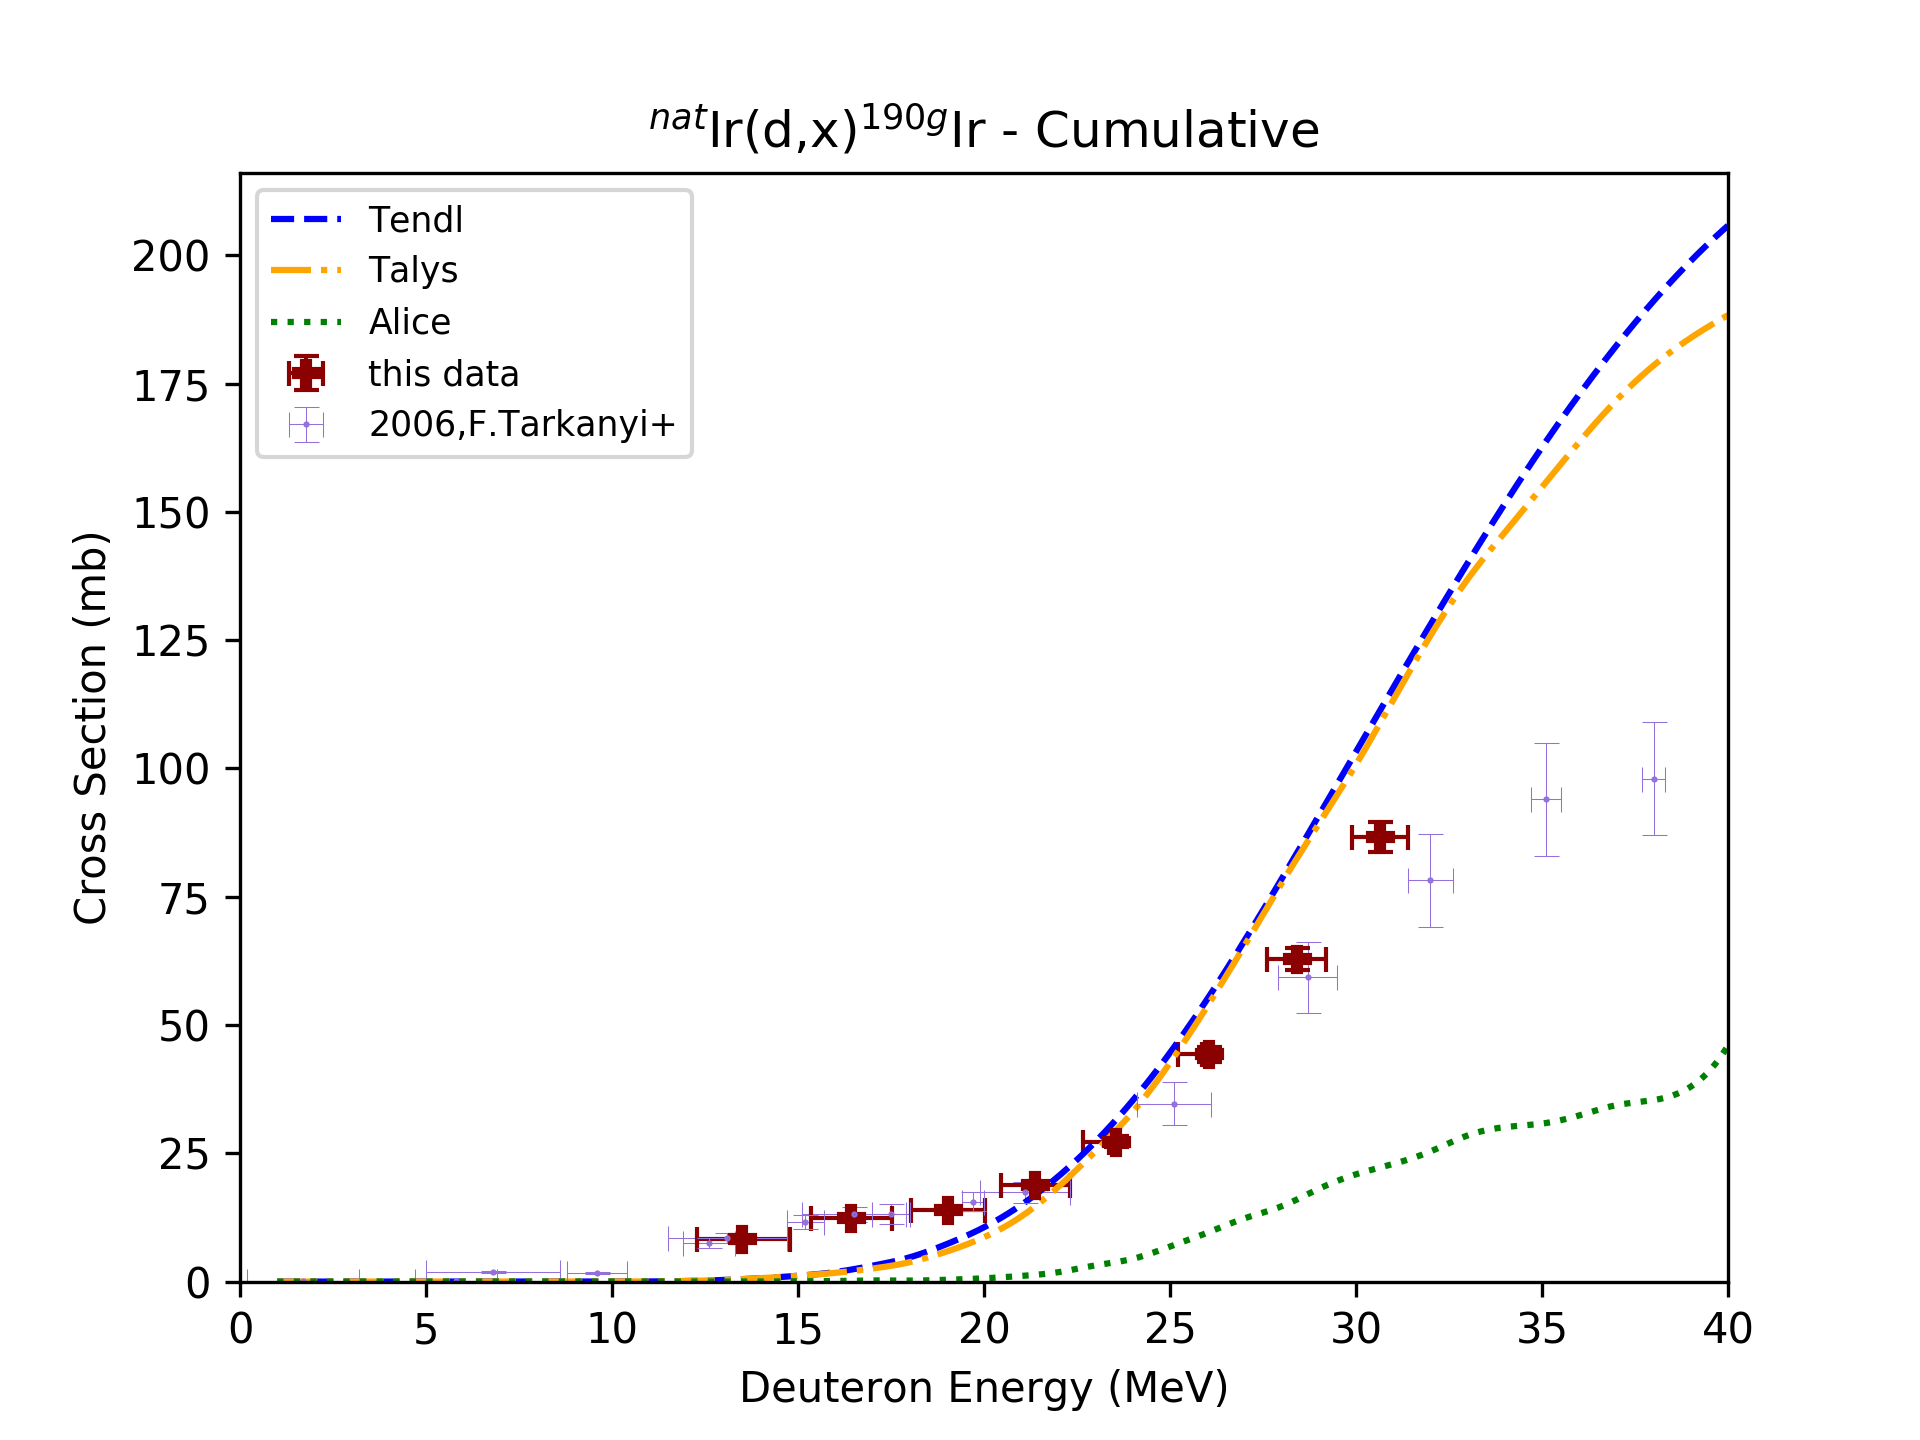 natIr(d,x)190gIr - Cumulative
Tendl
Talys
Alice
this data
2006,F.Tarkanyi+
Cross Section (mb)
200
175
150
125
100
75
50
25
0
0 5 10 15 20 25 30 35 40
Deuteron Energy (MeV)